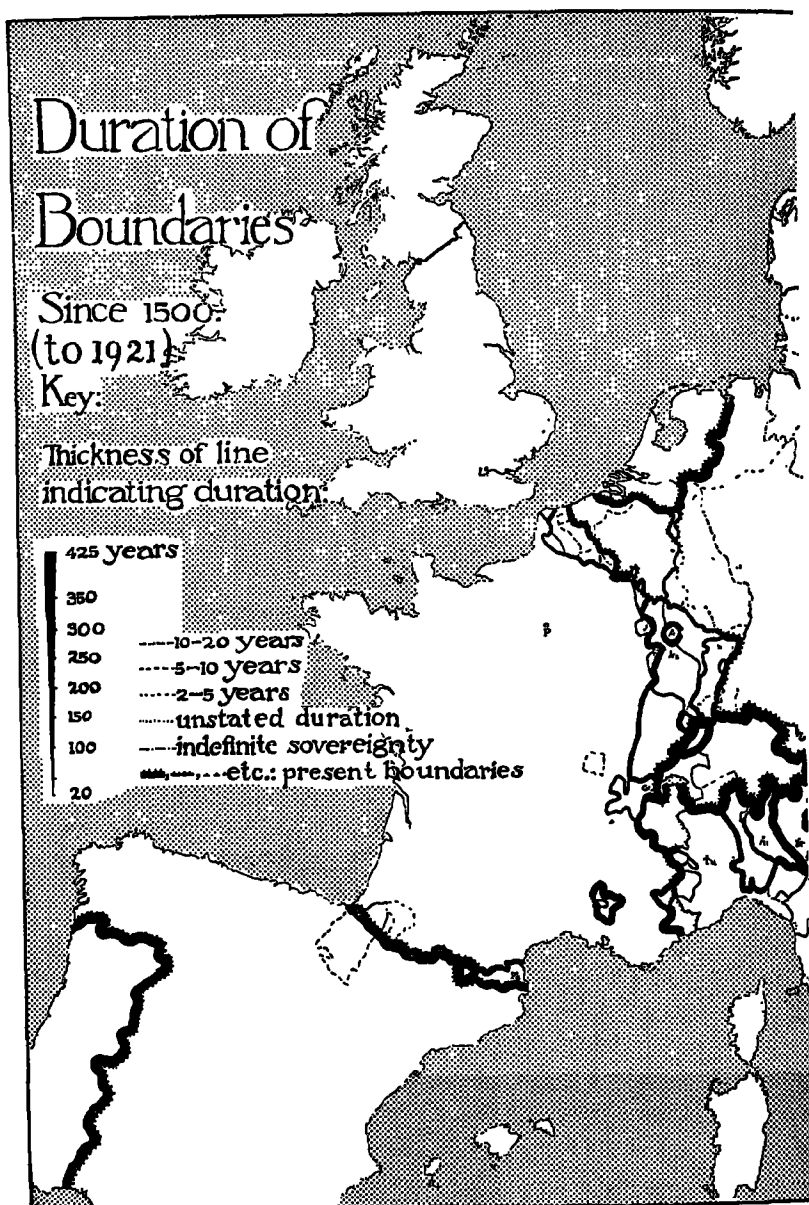 Duration of
Boundaries
Since 1500.
(to 1921)
Key:
Thickness of line
indicating duration:
425 years
350
300
250
200
150
100
20
10-20 years
5-10 years
2-5 years
unstated duration
indefinite sovereignty
etc.: present boundaries